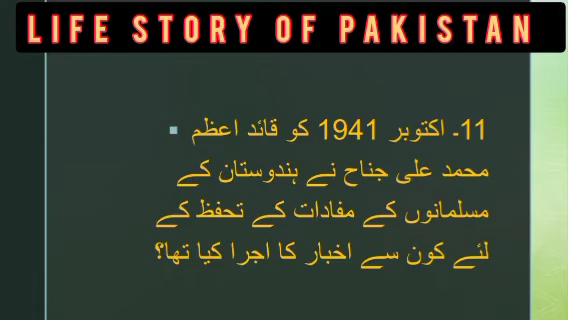 LIFE STORY OF PAKISTAN
▪ 11۔ اکتوبر 1941 کو قائد اعظم
محمد علی جناح نے ہندوستان کے
مسلمانوں کے مفادات کے تحفظ کے
لئے کون سے اخبار کا اجرا کیا تھا؟